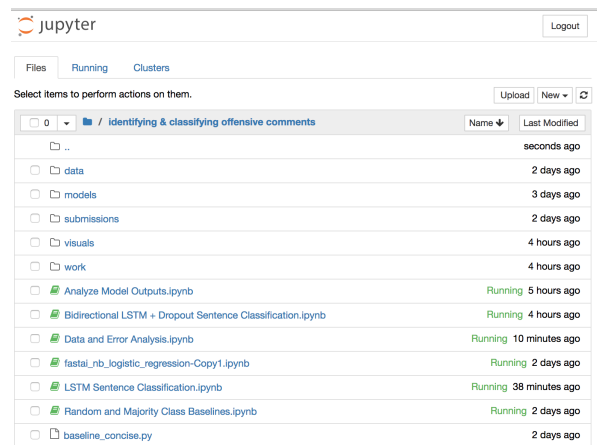 jupyter
Logout
Files Running Clusters
Select items to perform actions on them.
Upload New
0 / identifying & classifying offensive comments Name Last Modified
.. seconds ago
data 2 days ago
models 3 days ago
submissions 2 days ago
visuals 4 hours ago
work 4 hours ago
Analyze Model Outputs.ipynb Running 5 hours ago
Bidirectional LSTM + Dropout Sentence Classification.ipynb Running 4 hours ago
Data and Error Analysis.ipynb Running 10 minutes ago
fastai_nb_logistic_regression-Copy1.ipynb Running 2 days ago
LSTM Sentence Classification.ipynb Running 38 minutes ago
Random and Majority Class Baselines.ipynb Running 2 days ago
baseline_concise.py 2 days ago